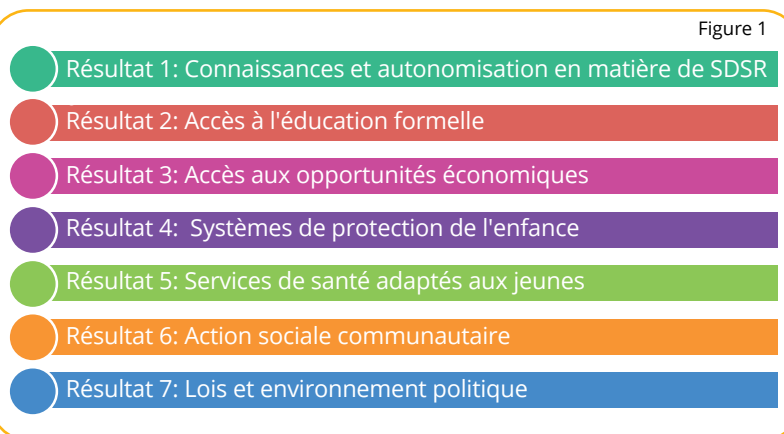 Figure 1
Résultat 1: Connaissances et autonomisation en matière de SDSR
Résultat 2: Accès à l'éducation formelle
Résultat 3: Accès aux opportunités économiques
Résultat 4: Systèmes de protection de l'enfance
Résultat 5: Services de santé adaptés aux jeunes
Résultat 6: Action sociale communautaire
Résultat 7: Lois et environnement politique